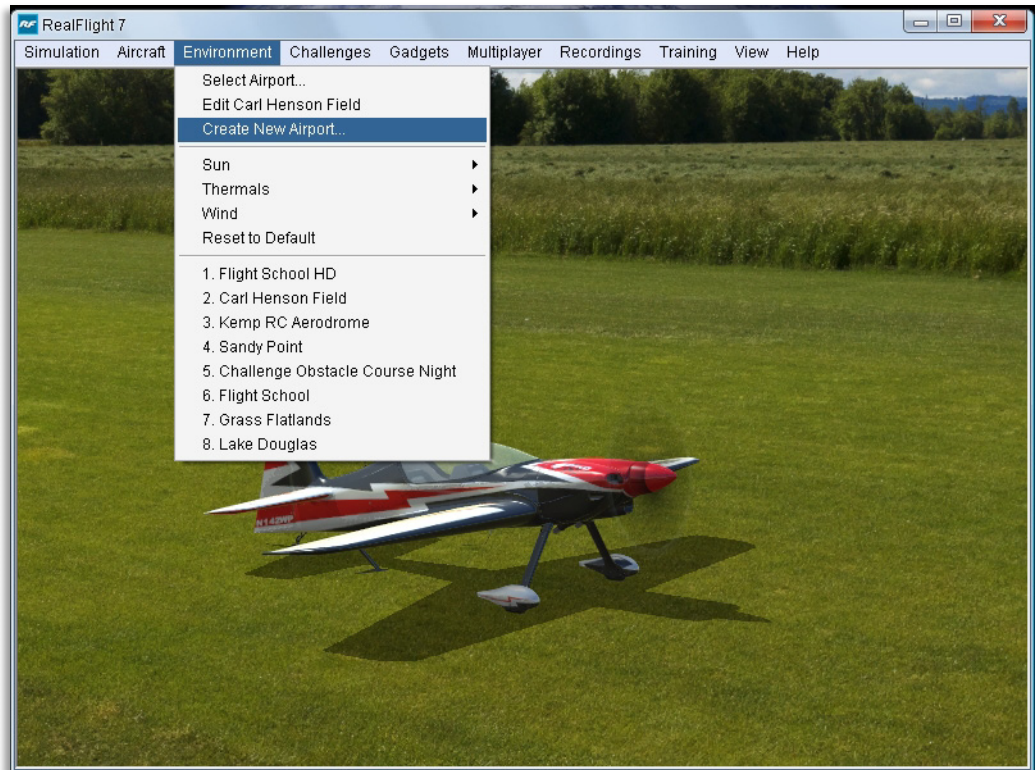 RF RealFlight 7
Simulation Aircraft Environment Challenges Gadgets Multiplayer Recordings Training View Help
Select Airport...
Edit Carl Henson Field
Create New Airport...
Sun
Thermals
Wind
Reset to Default
1. Flight School HD
2. Carl Henson Field
3. Kemp RC Aerodrome
4. Sandy Point
5. Challenge Obstacle Course Night
6. Flight School
7. Grass Flatlands
8. Lake Douglas